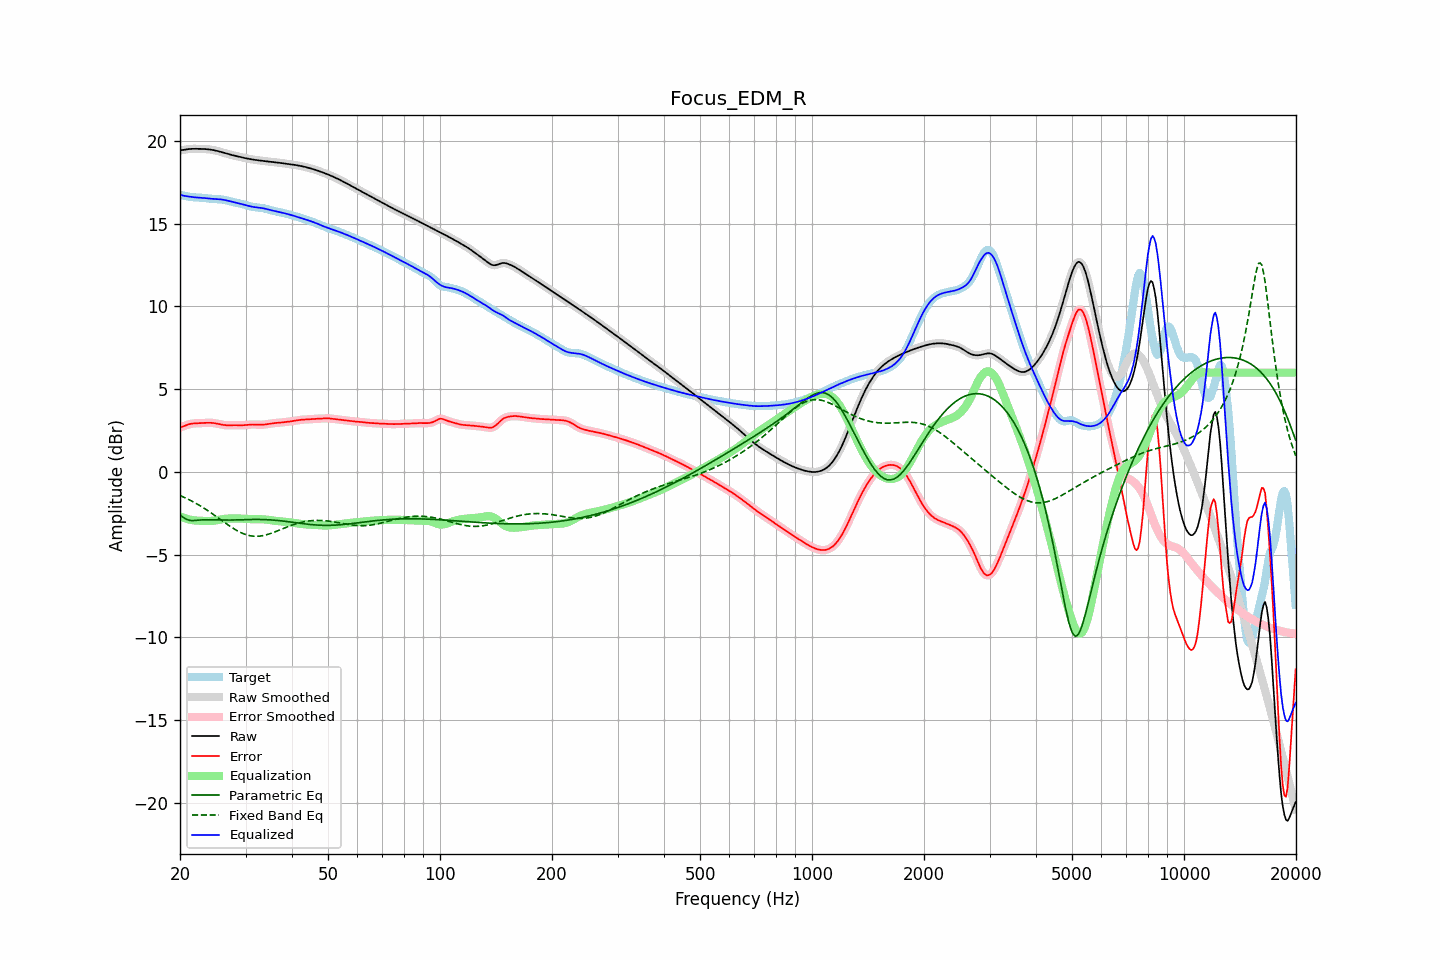 Focus_EDM_R
Amplitude (dBr)
20
15
10
5
0
−5
−10
−15
−20
Target
Raw Smoothed
Error Smoothed
Raw
Error
Equalization
Parametric Eq
Fixed Band Eq
Equalized
20 50 100 200 500 1000 2000 5000 10000 20000
Frequency (Hz)